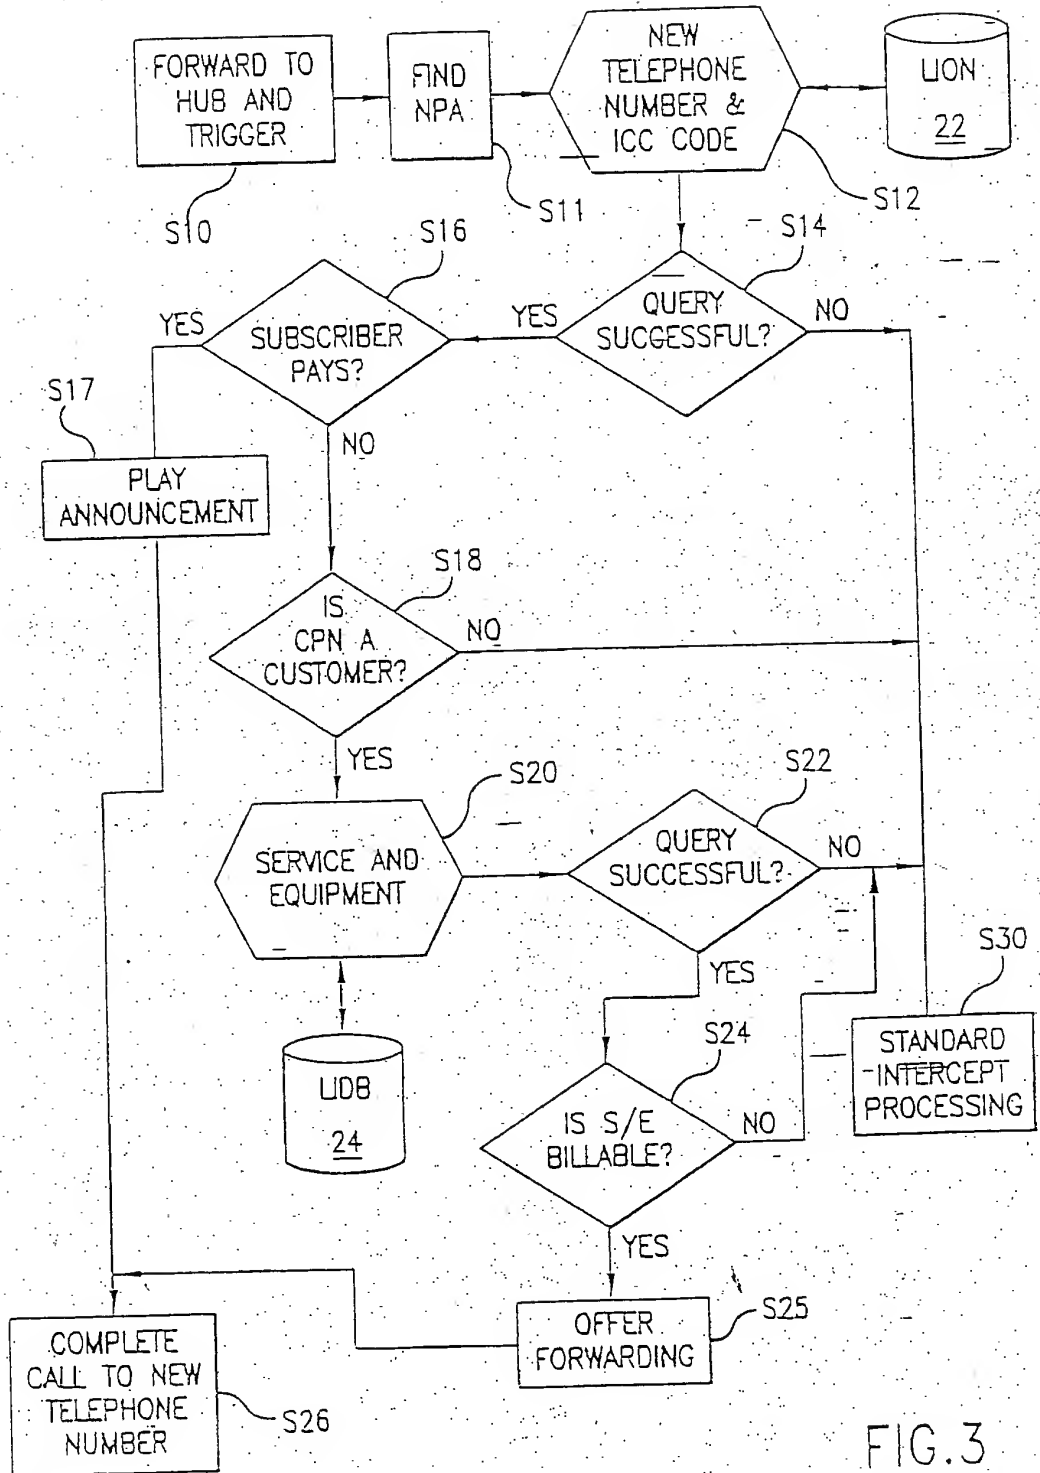 FORWARD TO
HUB AND
TRIGGER
FIND
NPA
NEW
TELEPHONE
NUMBER &
ICC CODE
LION
22
S10
S11
S12
S14
S16
QUERY
SUCCESSFUL?
YES
NO
SUBSCRIBER
PAYS?
YES
NO
S17
PLAY
ANNOUNCEMENT
S18
IS
CPN A
CUSTOMER?
NO
YES
S20
SERVICE AND
EQUIPMENT
S22
QUERY
SUCCESSFUL?
NO
YES
LIDB
24
S24
IS S/E
BILLABLE?
NO
YES
S30
STANDARD
INTERCEPT
PROCESSING
OFFER
FORWARDING
S25
COMPLETE
CALL TO NEW
TELEPHONE
NUMBER
S26
FIG.3